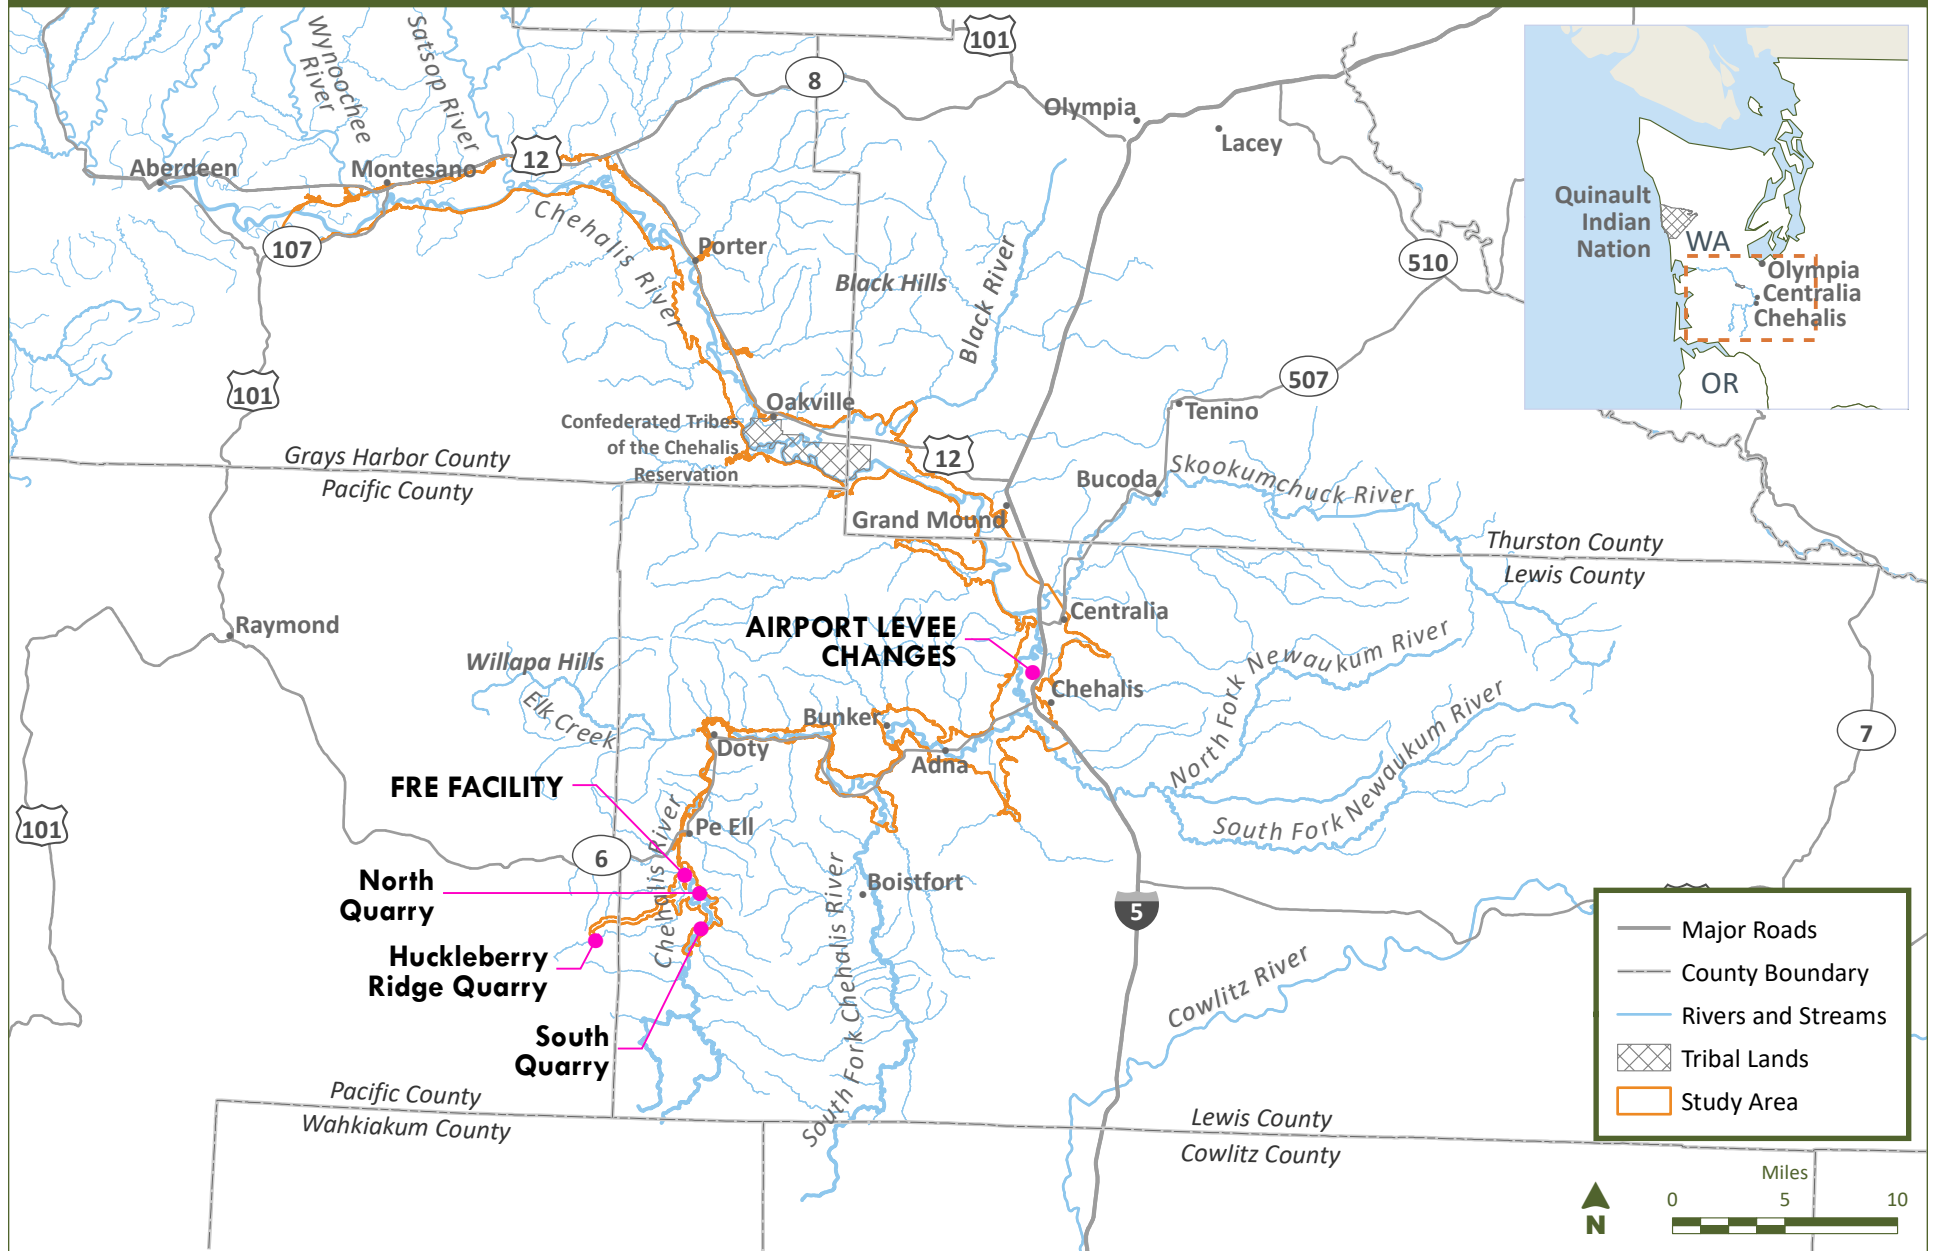 101
8
Wynoochee
River
Satsop River
Olympia
Lacey
12
Aberdeen
Montesano
107
Chehalis River
Porter
Black Hills
Black River
510
Quinault
Indian
Nation
WA
Olympia
Centralia
Chehalis
OR
101
507
Tenino
Oakville
Confederated Tribes
of the Chehalis
Reservation
12
Grays Harbor County
Pacific County
Bucoda
Skookumchuck River
Grand Mound
Thurston County
Lewis County
Raymond
Centralia
AIRPORT LEVEE
CHANGES
Willapa Hills
Elk Creek
North Fork Newaukum River
Chehalis
Bunker
Doty
Adna
South Fork Newaukum River
7
FRE FACILITY
101
Pe Ell
6
Chehalis River
North
Quarry
Boistfort
South Fork Chehalis River
5
Huckleberry
Ridge Quarry
South
Quarry
Cowlitz River
Major Roads
County Boundary
Rivers and Streams
Tribal Lands
Study Area
Pacific County
Wahkiakum County
Lewis County
Cowlitz County
Miles
0 5 10
N